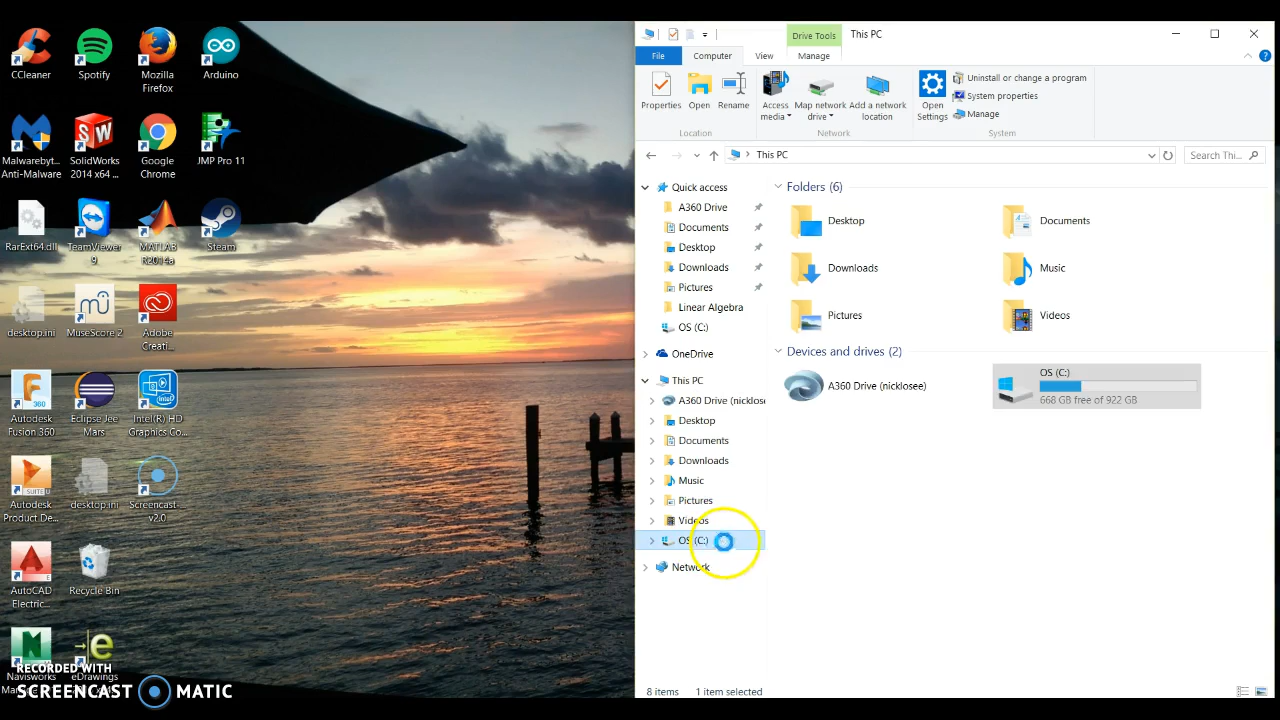 CCleaner
Spotify
Mozilla
Firefox
Arduino
Malwarebyt...
Anti-Malware
SolidWorks
2014 x64 ...
Google
Chrome
JMP Pro 11
RarExt64.dll
TeamViewer
9
MATLAB
R2014a
Steam
desktop.ini
MuseScore 2
Adobe
Creati...
Autodesk
Fusion 360
Eclipse Jee
Mars
Intel(R) HD
Graphics Co...
Autodesk
Product De...
desktop.ini
Screencast-
v2.0
AutoCAD
Electric...
Recycle Bin
Navisworks
eDrawings
RECORDED WITH
SCREENCAST MATIC
Drive Tools
This PC
File
Computer
View
Manage
Properties
Open
Rename
Access
media
Map network
drive
Add a network
location
Open
Settings
Uninstall or change a program
System properties
Manage
Location
Network
System
This PC
Search Thi...
Quick access
A360 Drive
Documents
Desktop
Downloads
Pictures
Linear Algebra
OS (C:)
OneDrive
This PC
A360 Drive (nicklose
Desktop
Documents
Downloads
Music
Pictures
Videos
OS (C:)
Network
Folders (6)
Desktop
Documents
Downloads
Music
Pictures
Videos
Devices and drives (2)
A360 Drive (nicklosee)
OS (C:)
668 GB free of 922 GB
8 items
1 item selected